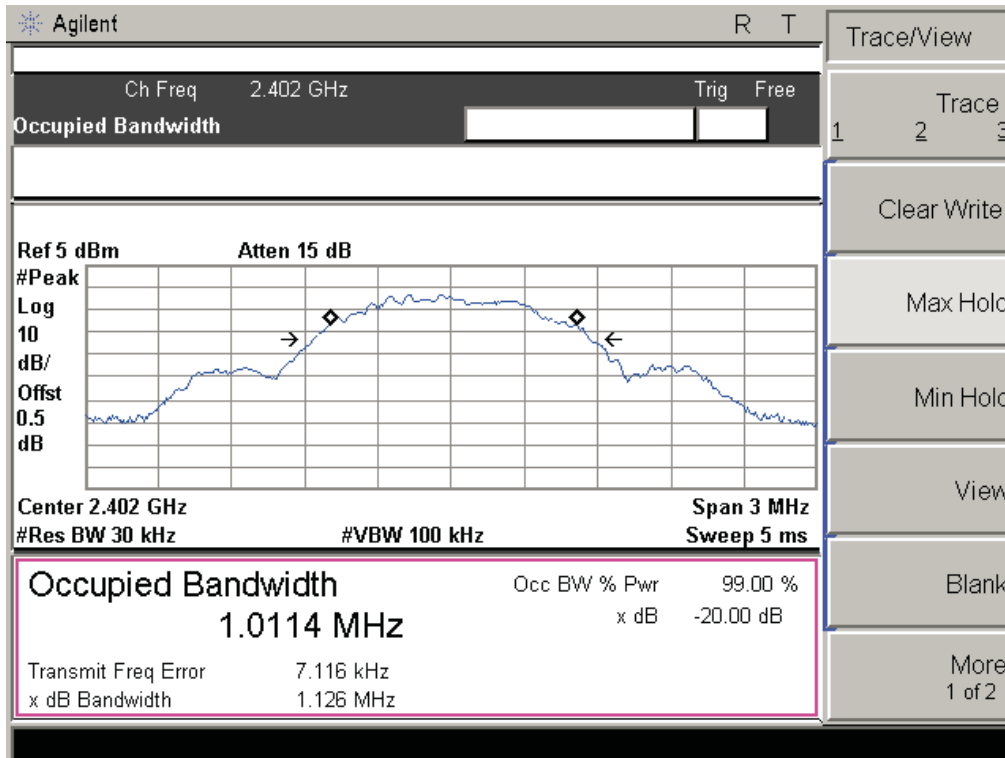 Agilent R T
Ch Freq 2.402 GHz Trig Free
Occupied Bandwidth
Ref 5 dBm Atten 15 dB
#Peak
Log
10
dB/
Offst
0.5
dB
Center 2.402 GHz Span 3 MHz
#Res BW 30 kHz #VBW 100 kHz Sweep 5 ms
Occupied Bandwidth Occ BW % Pwr 99.00 %
1.0114 MHz x dB -20.00 dB
Transmit Freq Error 7.116 kHz
x dB Bandwidth 1.126 MHz
Trace/View
Trace
1 2 3
Clear Write
Max Hold
Min Hold
View
Blank
More
1 of 2